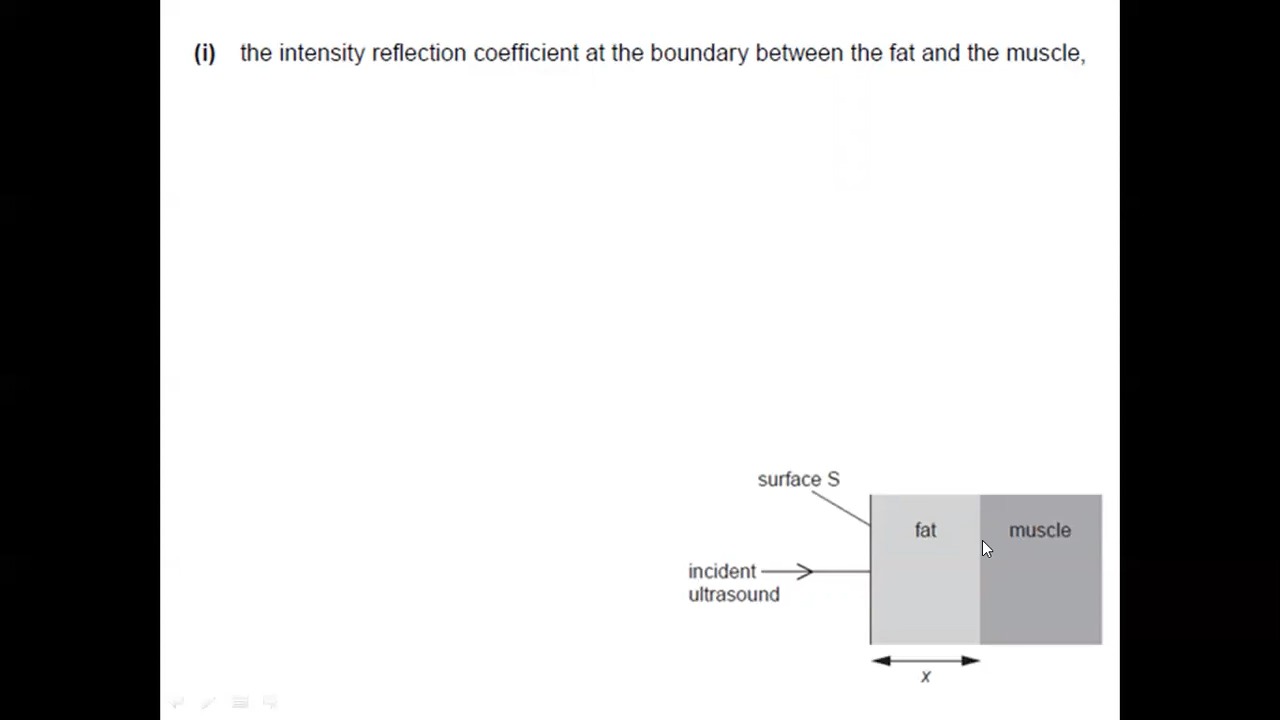 (i) the intensity reflection coefficient at the boundary between the fat and the muscle,
surface S
fat
muscle
incident
ultrasound
x